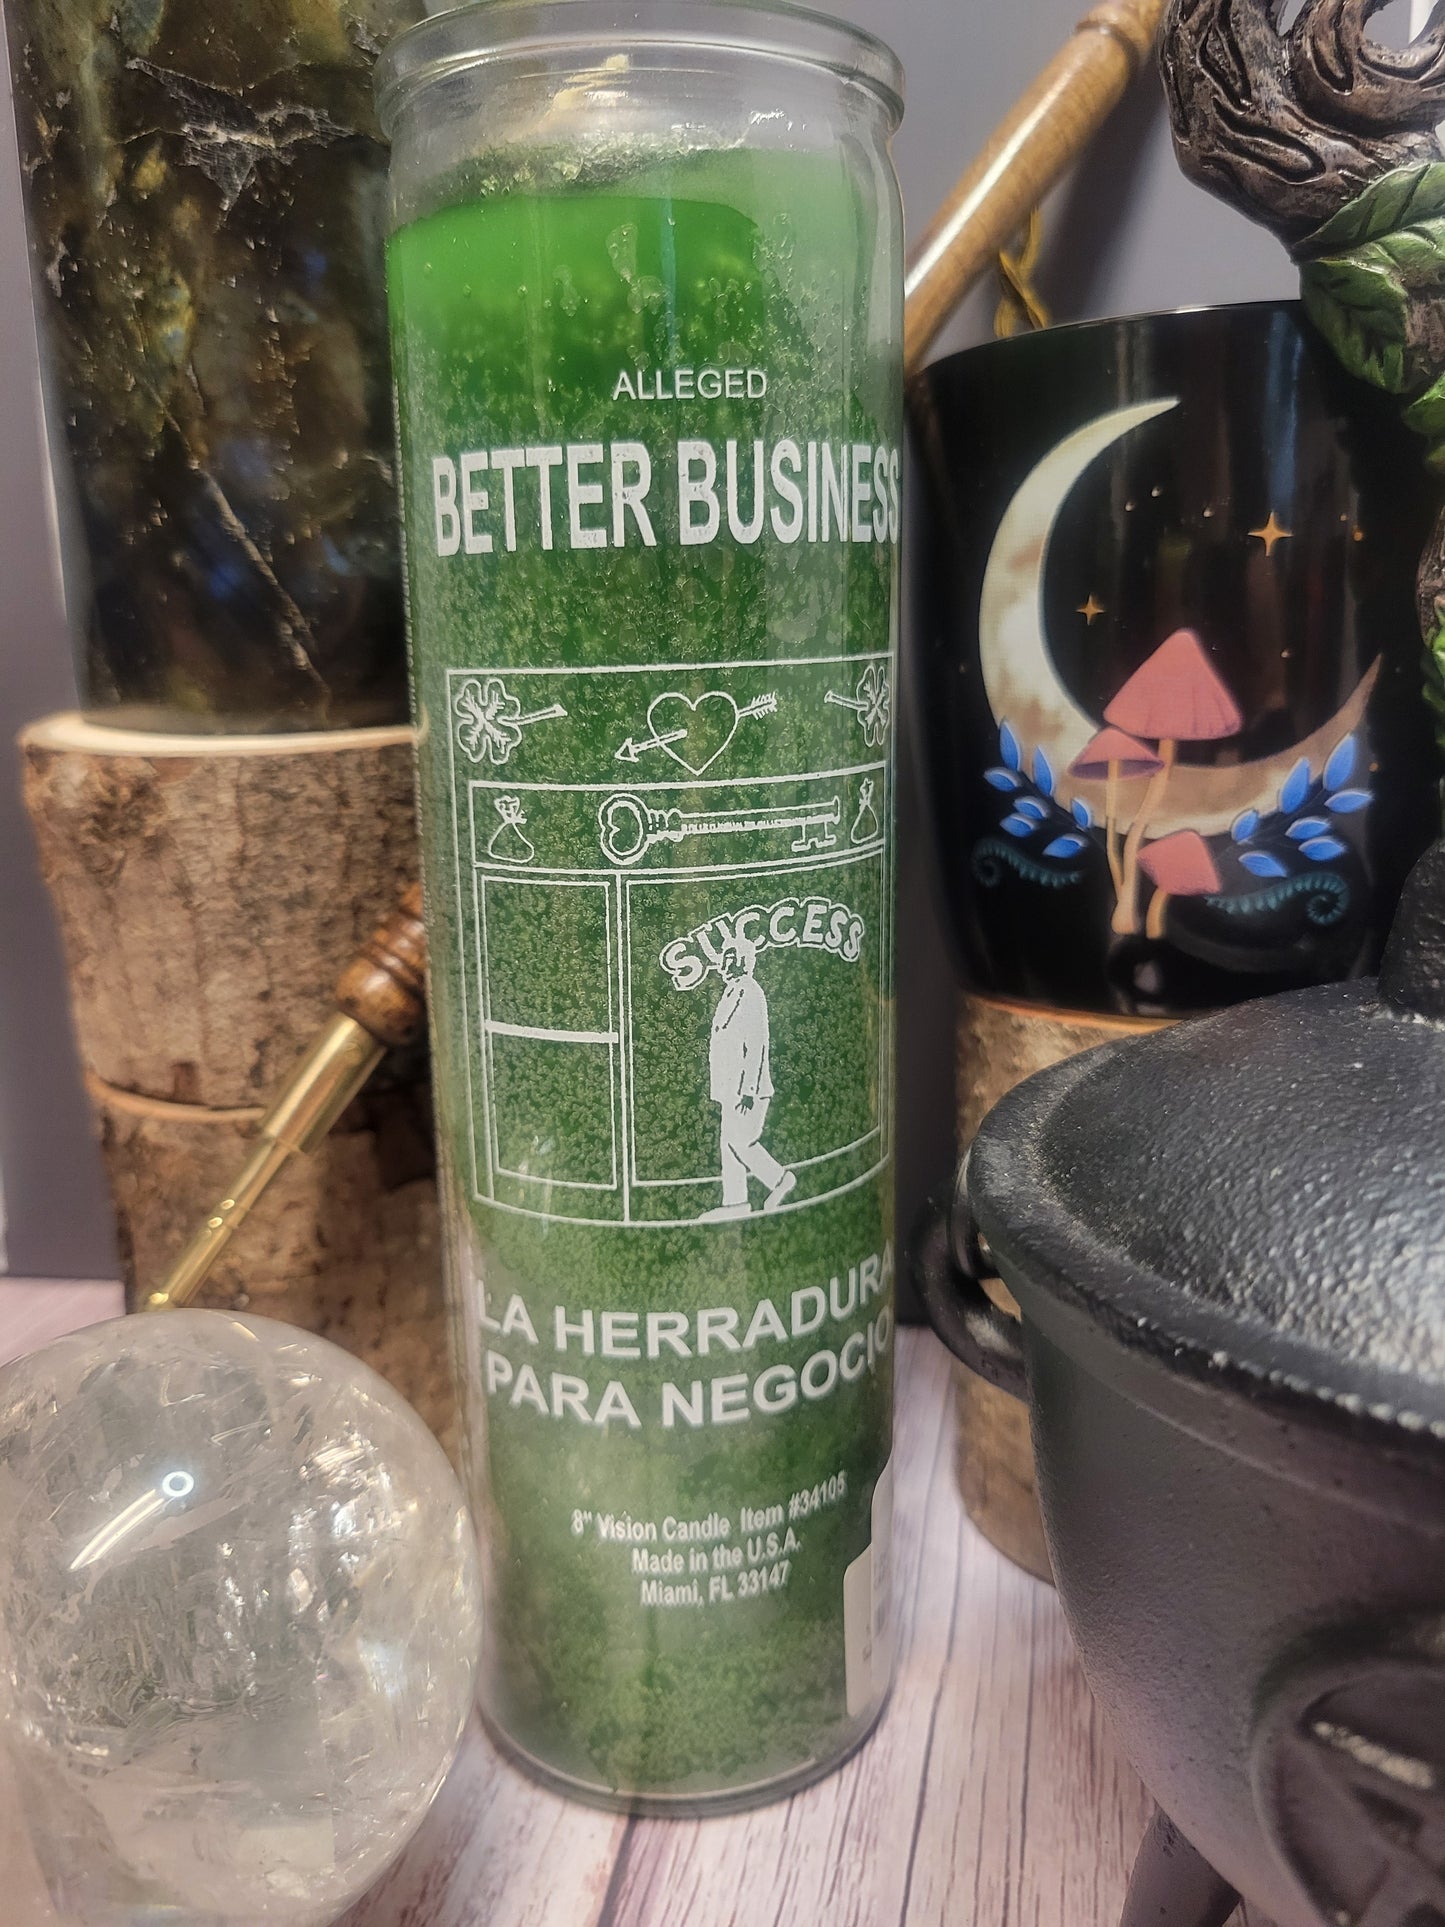 ALLEGED
BETTER BUSINESS
SUCCESS
LA HERRADURA
PARA NEGOCIO
8" Vision Candle Item #34105
Made in the U.S.A.
Miami, FL 33147